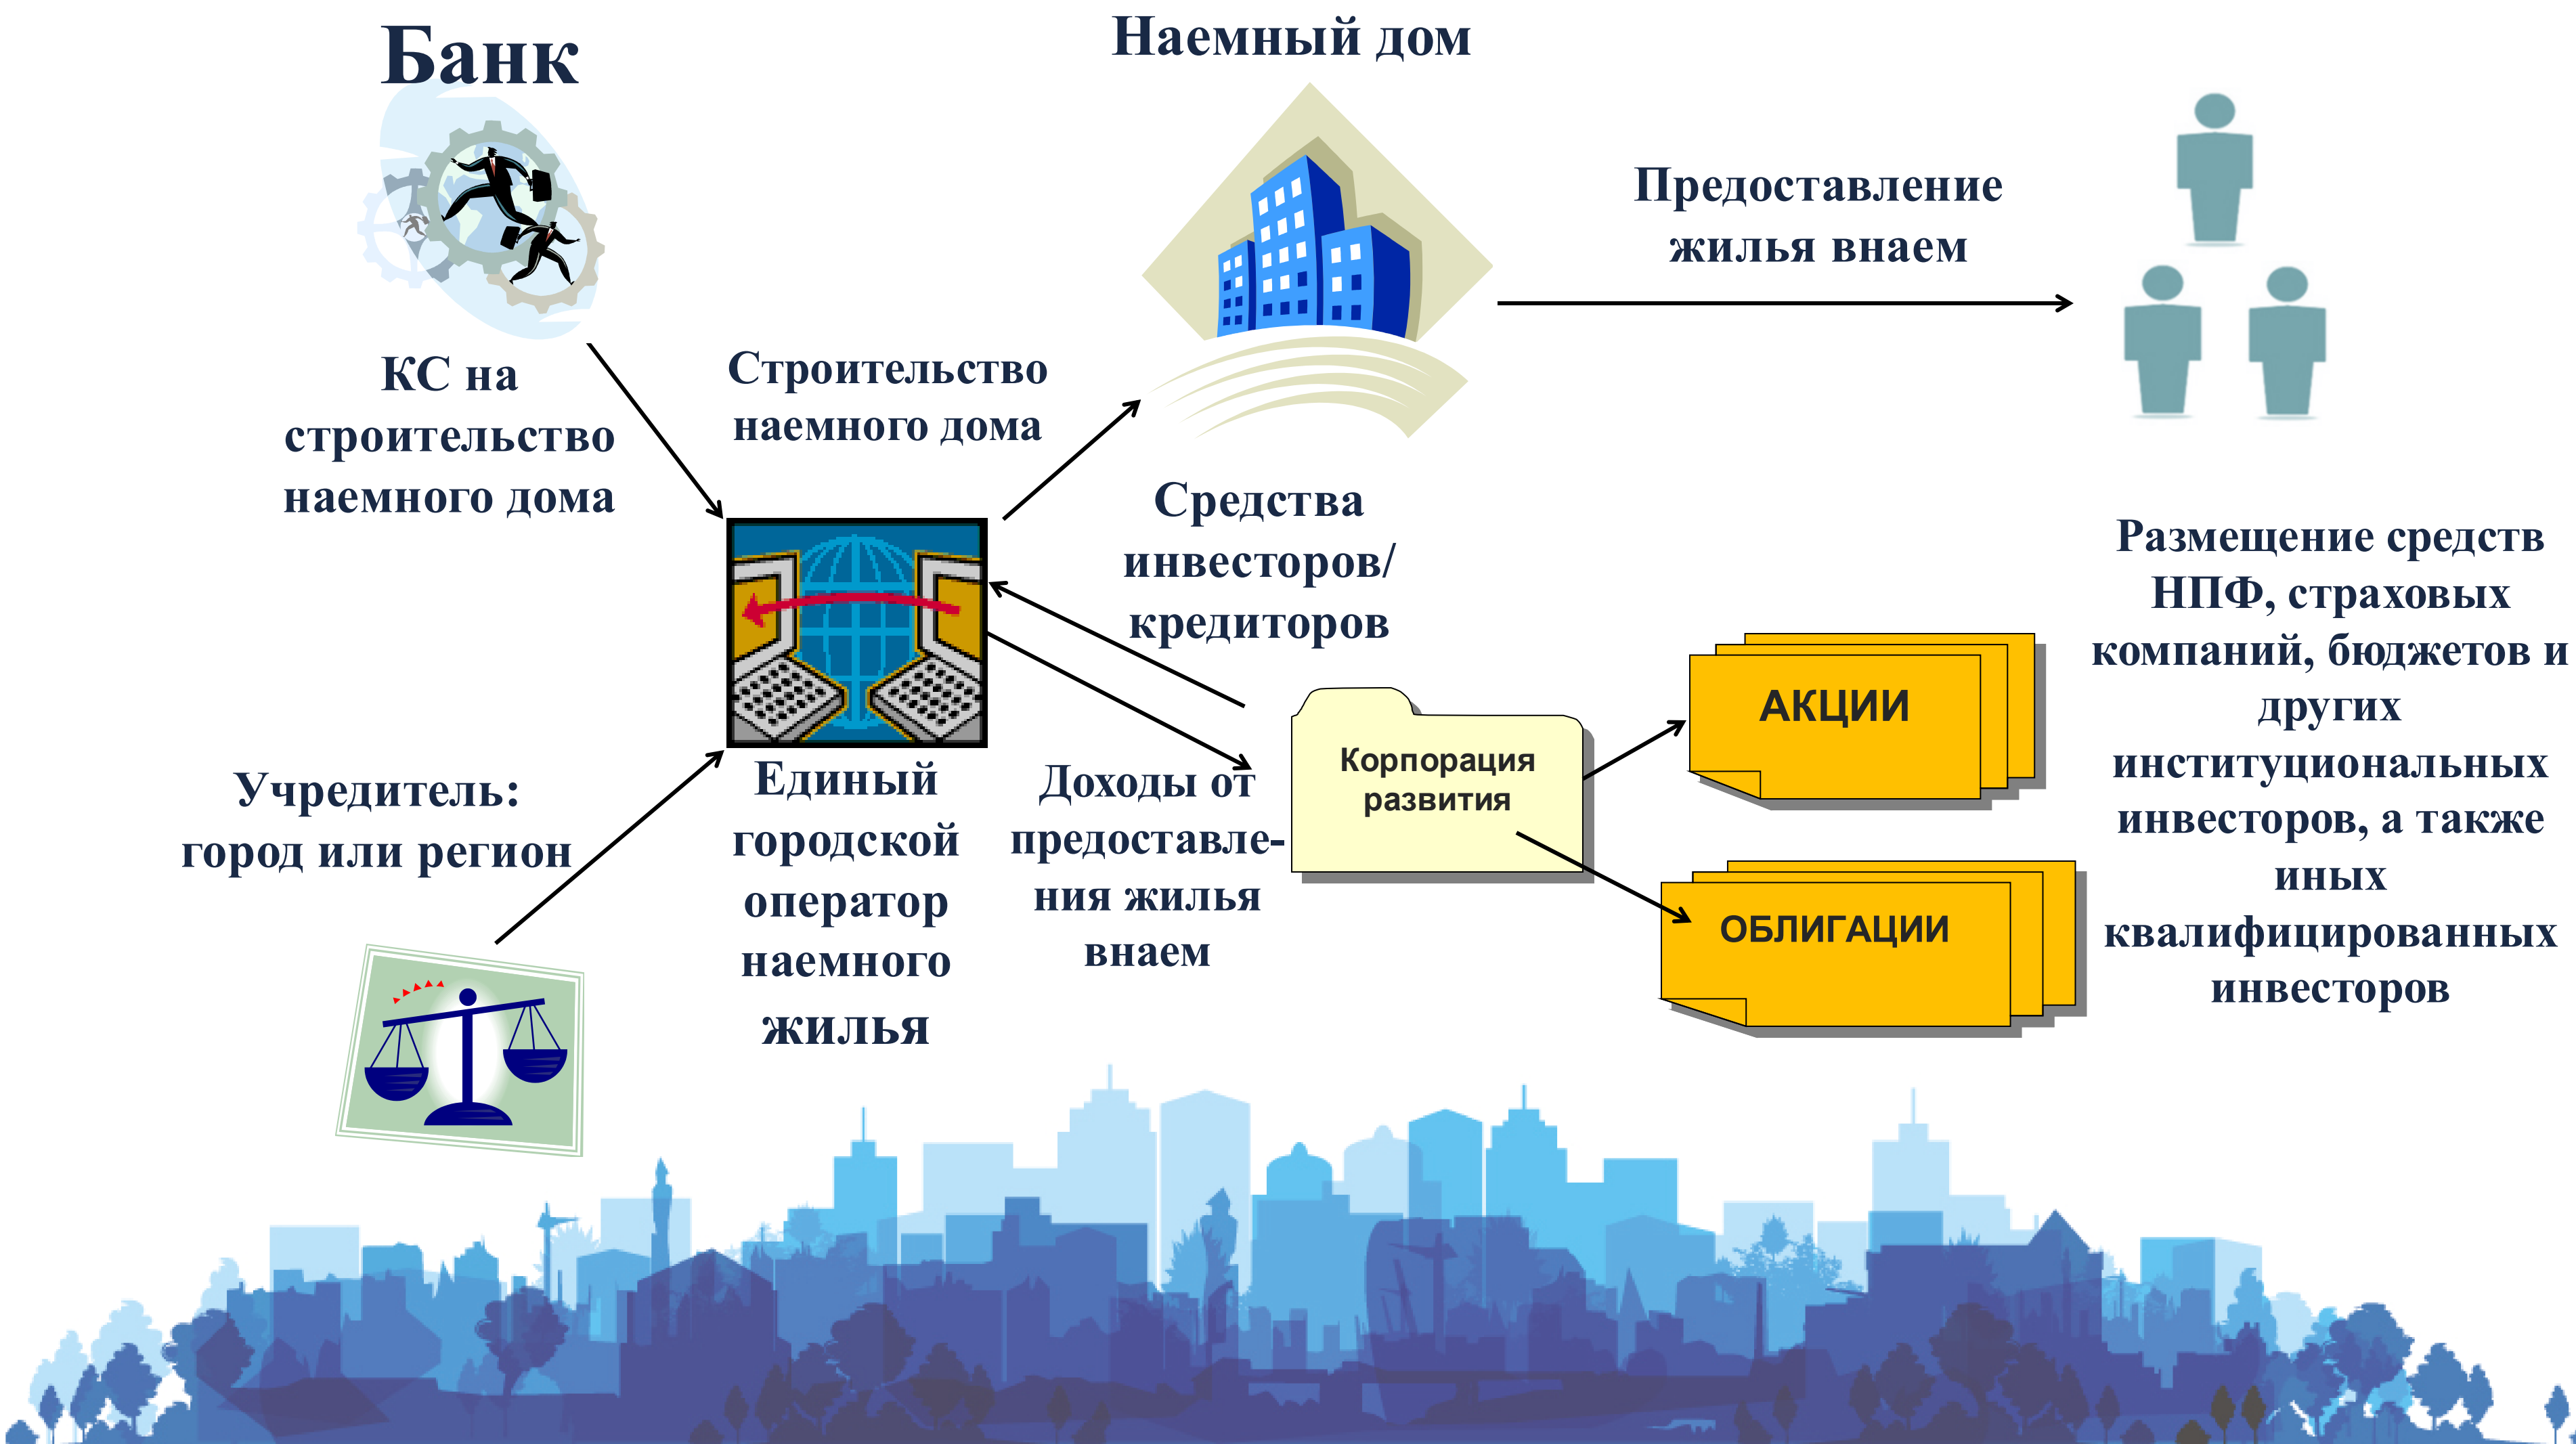 Банк
Наемный дом
Предоставление
жилья внаем
КС на
строительство
наемного дома
Строительство
наемного дома
Средства
инвесторов/
кредиторов
Размещение средств
НПФ, страховых
компаний, бюджетов и
других
институциональных
инвесторов, а также
иных
квалифицированных
инвесторов
АКЦИИ
Корпорация
развития
ОБЛИГАЦИИ
Учредитель:
город или регион
Единый
городской
оператор
наемного
жилья
Доходы от
предоставле-
ния жилья
внаем